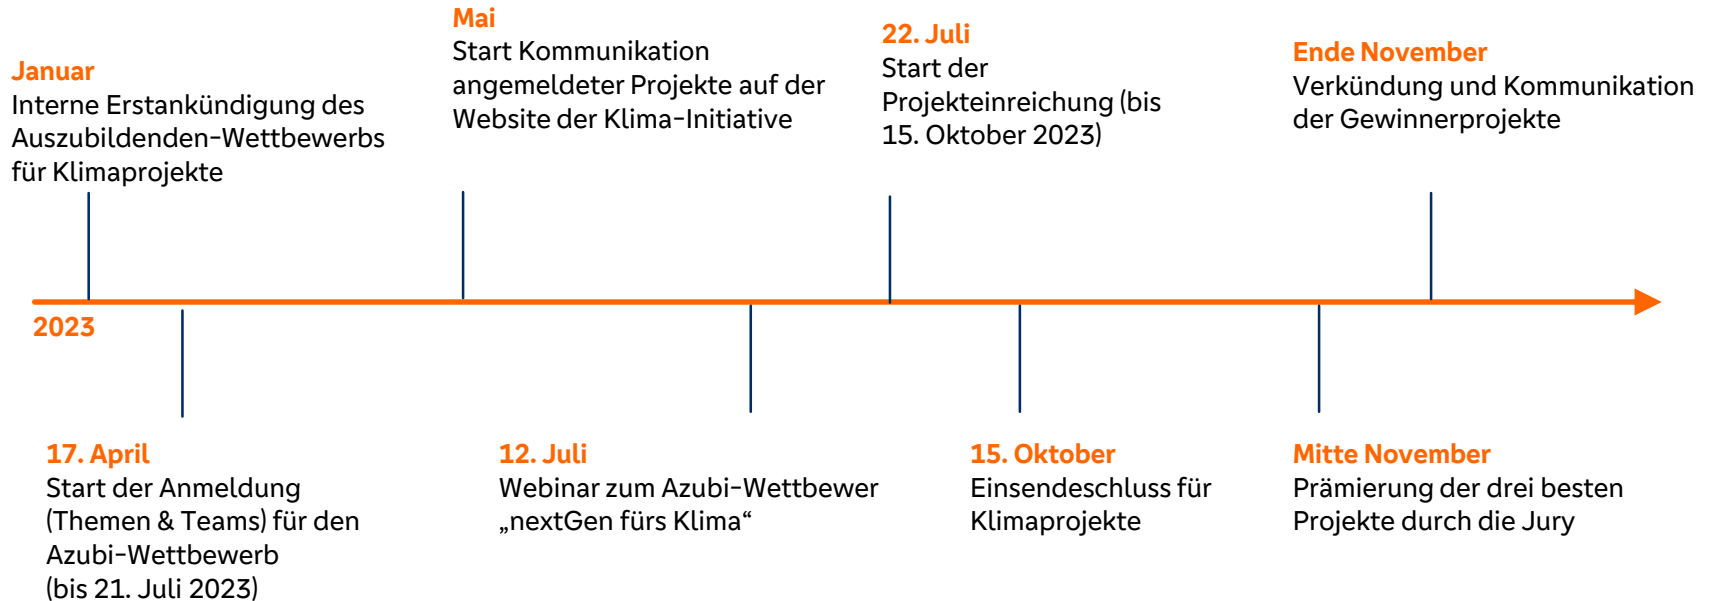 Januar
Interne Erstankündigung des
Auszubildenden-Wettbewerbs
für Klimaprojekte
Mai
Start Kommunikation
angemeldeter Projekte auf der
Website der Klima-Initiative
22. Juli
Start der
Projekteinreichung (bis
15. Oktober 2023)
Ende November
Verkündung und Kommunikation
der Gewinnerprojekte
2023
17. April
Start der Anmeldung
(Themen & Teams) für den
Azubi-Wettbewerb
(bis 21. Juli 2023)
12. Juli
Webinar zum Azubi-Wettbewer
„nextGen fürs Klima“
15. Oktober
Einsendeschluss für
Klimaprojekte
Mitte November
Prämierung der drei besten
Projekte durch die Jury